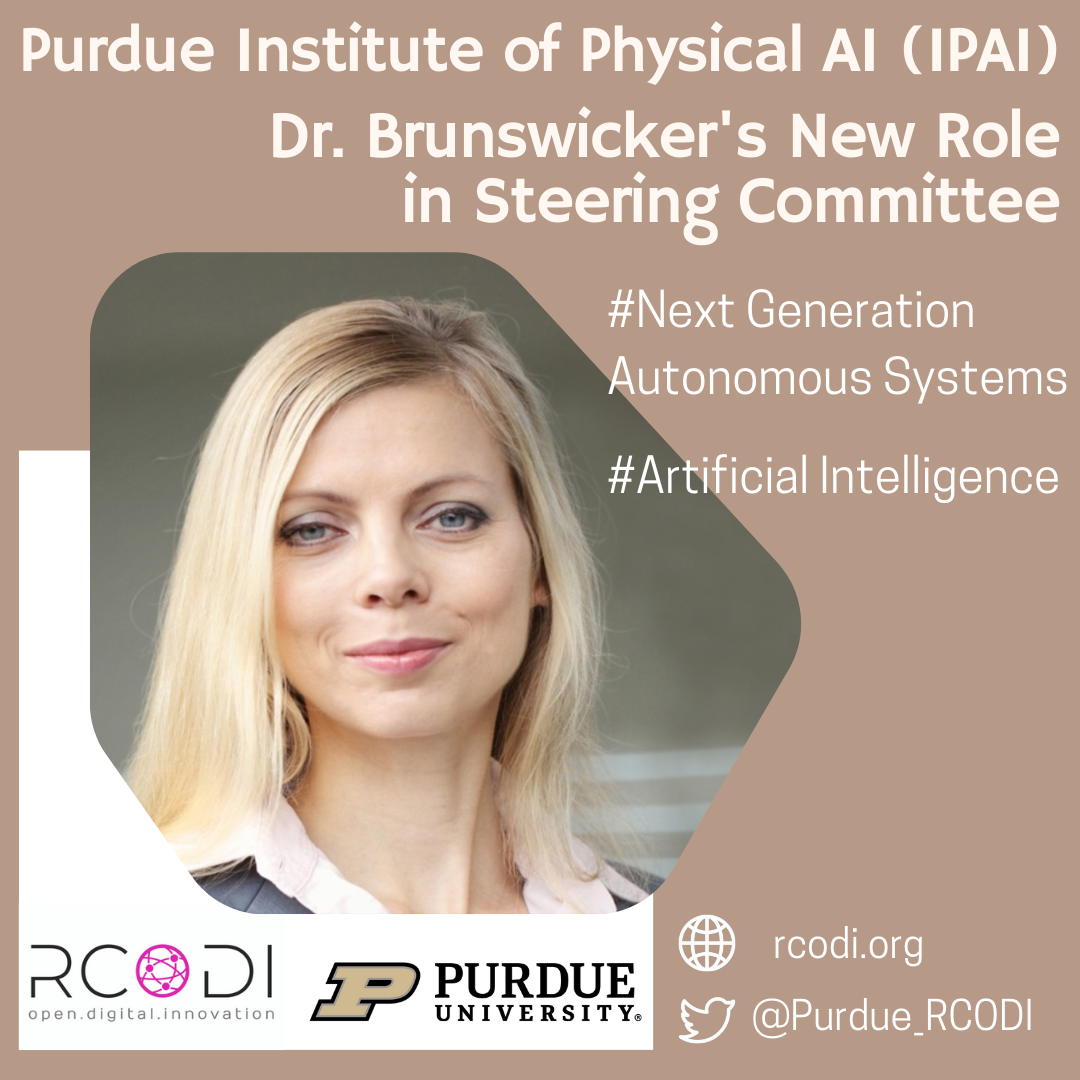 Purdue Institute of Physical AI (IPAI)
Dr. Brunswicker's New Role
in Steering Committee
#Next Generation
Autonomous Systems
#Artificial Intelligence
RCODI
open.digital.innovation
P
PURDUE
UNIVERSITY®
rcodi.org
@Purdue_RCODI